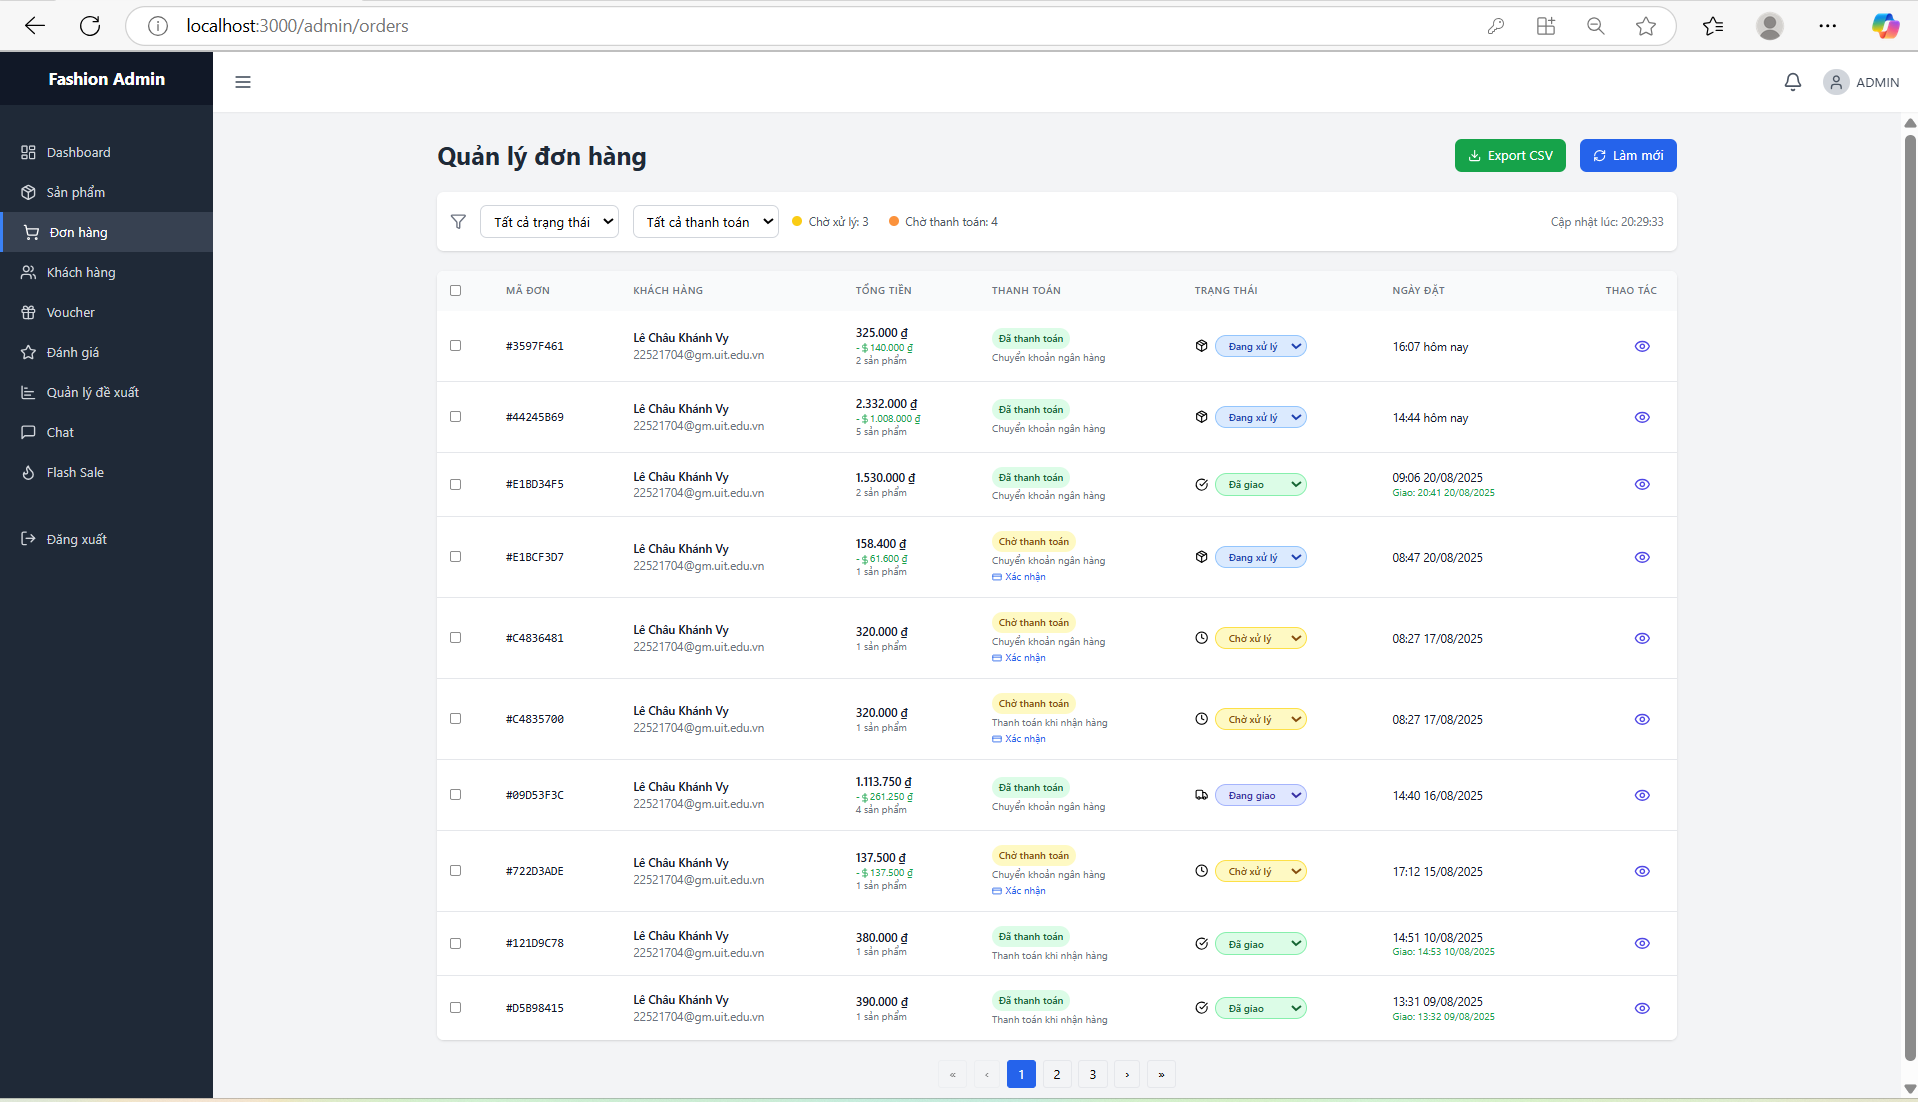 localhost:3000/admin/orders
Fashion Admin
ADMIN
Dashboard
Sản phẩm
Đơn hàng
Khách hàng
Voucher
Đánh giá
Quản lý đề xuất
Chat
Flash Sale
Đăng xuất
Quản lý đơn hàng
Export CSV
Làm mới
Tất cả trạng thái
Tất cả thanh toán
Chờ xử lý: 3
Chờ thanh toán: 4
Cập nhật lúc: 20:29:33
MÃ ĐƠN KHÁCH HÀNG TỔNG TIỀN THANH TOÁN TRẠNG THÁI NGÀY ĐẶT THAO TÁC
#3597F461
Lê Châu Khánh Vy
22521704@gm.uit.edu.vn
325.000 ₫
-$140.000 ₫
2 sản phẩm
Đã thanh toán
Chuyển khoản ngân hàng
Đang xử lý
16:07 hôm nay
#44245B69
Lê Châu Khánh Vy
22521704@gm.uit.edu.vn
2.332.000 ₫
-$1.008.000 ₫
5 sản phẩm
Đã thanh toán
Chuyển khoản ngân hàng
Đang xử lý
14:44 hôm nay
#E1BD34F5
Lê Châu Khánh Vy
22521704@gm.uit.edu.vn
1.530.000 ₫
2 sản phẩm
Đã thanh toán
Chuyển khoản ngân hàng
Đã giao
09:06 20/08/2025
Giao: 20:41 20/08/2025
#E1BCF3D7
Lê Châu Khánh Vy
22521704@gm.uit.edu.vn
158.400 ₫
-$61.600 ₫
1 sản phẩm
Chờ thanh toán
Chuyển khoản ngân hàng
Xác nhận
Đang xử lý
08:47 20/08/2025
#C4836481
Lê Châu Khánh Vy
22521704@gm.uit.edu.vn
320.000 ₫
1 sản phẩm
Chờ thanh toán
Chuyển khoản ngân hàng
Xác nhận
Chờ xử lý
08:27 17/08/2025
#C4835700
Lê Châu Khánh Vy
22521704@gm.uit.edu.vn
320.000 ₫
1 sản phẩm
Chờ thanh toán
Thanh toán khi nhận hàng
Xác nhận
Chờ xử lý
08:27 17/08/2025
#09D53F3C
Lê Châu Khánh Vy
22521704@gm.uit.edu.vn
1.113.750 ₫
-$261.250 ₫
4 sản phẩm
Đã thanh toán
Chuyển khoản ngân hàng
Đang giao
14:40 16/08/2025
#722D3ADE
Lê Châu Khánh Vy
22521704@gm.uit.edu.vn
137.500 ₫
-$137.500 ₫
1 sản phẩm
Chờ thanh toán
Chuyển khoản ngân hàng
Xác nhận
Chờ xử lý
17:12 15/08/2025
#121D9C78
Lê Châu Khánh Vy
22521704@gm.uit.edu.vn
380.000 ₫
1 sản phẩm
Đã thanh toán
Thanh toán khi nhận hàng
Đã giao
14:51 10/08/2025
Giao: 14:53 10/08/2025
#D5B98415
Lê Châu Khánh Vy
22521704@gm.uit.edu.vn
390.000 ₫
1 sản phẩm
Đã thanh toán
Thanh toán khi nhận hàng
Đã giao
13:31 09/08/2025
Giao: 13:32 09/08/2025
« ‹ 1 2 3 › »